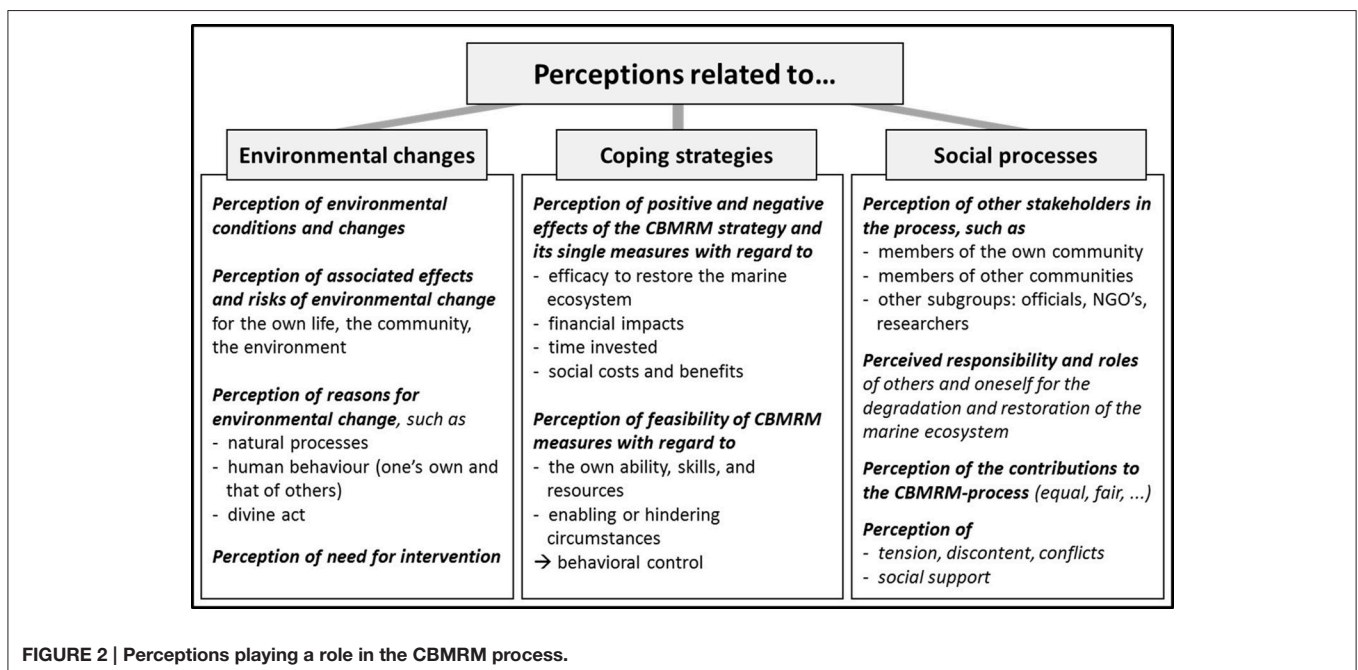 Perceptions related to…
Environmental changes
Perception of environmental
conditions and changes
Perception of associated effects
and risks of environmental change
for the own life, the community,
the environment
Perception of reasons for
environmental change, such as
- natural processes
- human behaviour (one's own and
that of others)
- divine act
Perception of need for intervention
Coping strategies
Perception of positive and negative
effects of the CBMRM strategy and
its single measures with regard to
- efficacy to restore the marine
ecosystem
- financial impacts
- time invested
- social costs and benefits
Perception of feasibility of CBMRM
measures with regard to
- the own ability, skills, and
resources
- enabling or hindering
circumstances
→ behavioral control
Social processes
Perception of other stakeholders in
the process, such as
- members of the own community
- members of other communities
- other subgroups: officials, NGO's,
researchers
Perceived responsibility and roles
of others and oneself for the
degradation and restoration of the
marine ecosystem
Perception of the contributions to
the CBMRM-process (equal, fair, ...)
Perception of
- tension, discontent, conflicts
- social support
FIGURE 2 | Perceptions playing a role in the CBMRM process.